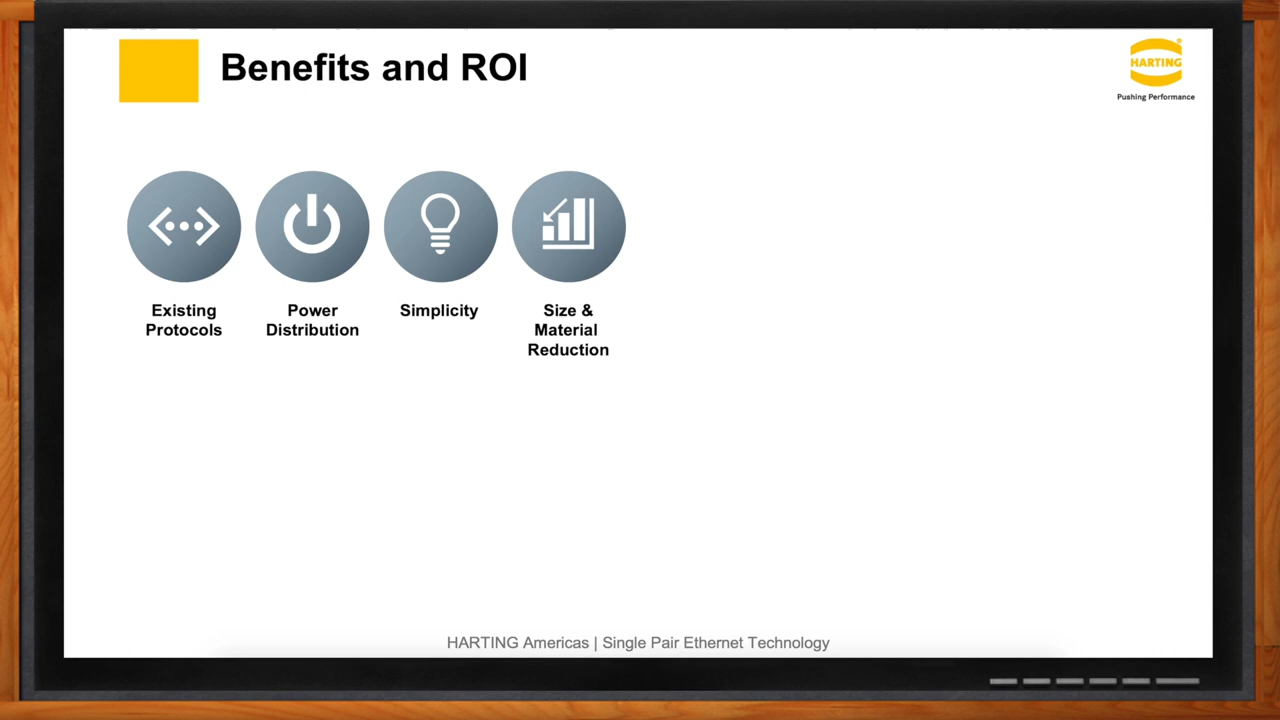 Benefits and ROI
HARTING
Pushing Performance
Existing
Protocols
Power
Distribution
Simplicity
Size &
Material
Reduction
HARTING Americas | Single Pair Ethernet Technology